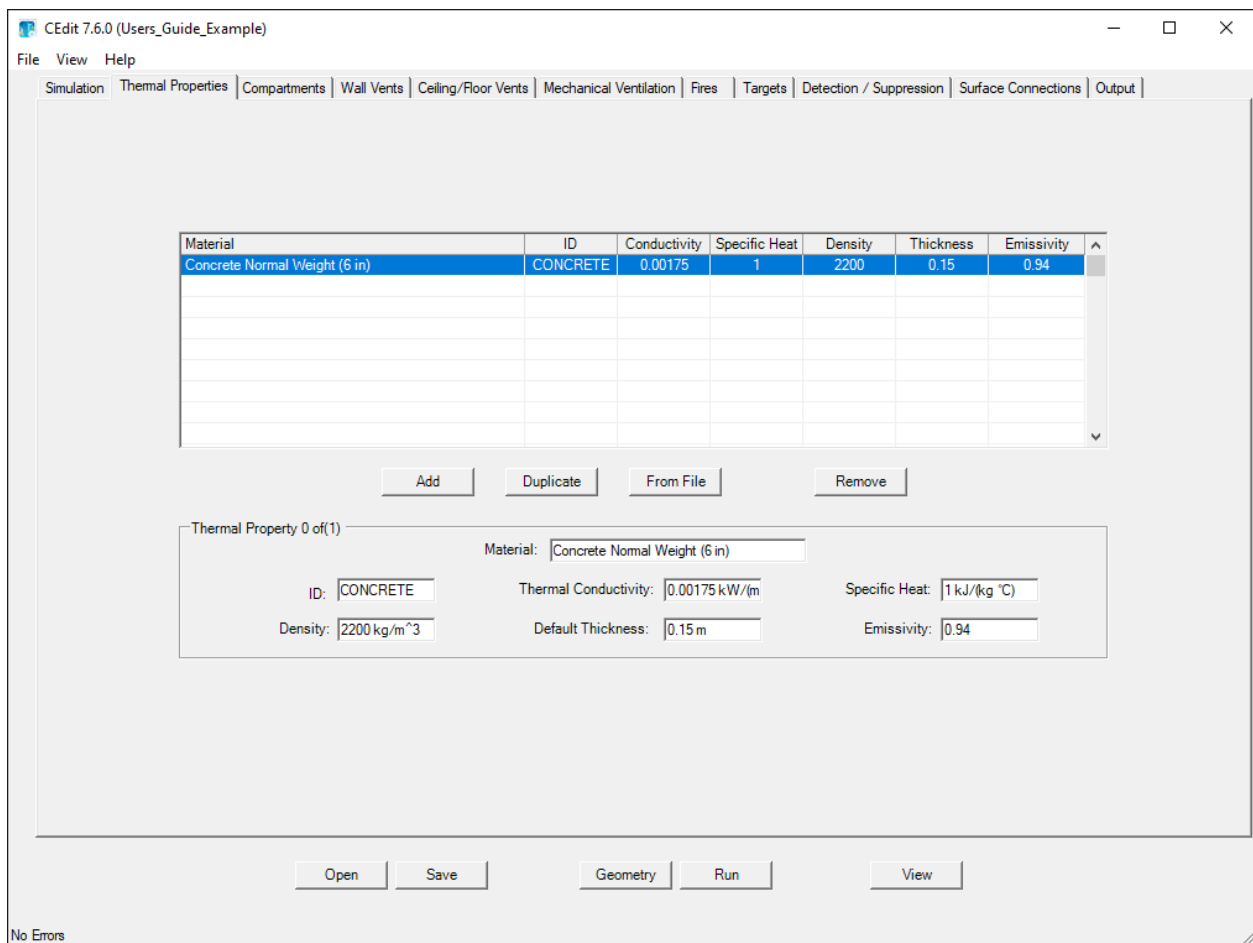 CEdit 7.6.0 (Users_Guide_Example)
File View Help
Simulation Thermal Properties Compartments Wall Vents Ceiling/Floor Vents Mechanical Ventilation Fires Targets Detection / Suppression Surface Connections Output
Material ID Conductivity Specific Heat Density Thickness Emissivity
Concrete Normal Weight (6 in) CONCRETE 0.00175 1 2200 0.15 0.94
Add Duplicate From File Remove
Thermal Property 0 of(1)
Material: Concrete Normal Weight (6 in)
ID: CONCRETE Thermal Conductivity: 0.00175 kW/(m Specific Heat: 1 kJ/(kg °C)
Density: 2200 kg/m^3 Default Thickness: 0.15 m Emissivity: 0.94
Open Save Geometry Run View
No Errors